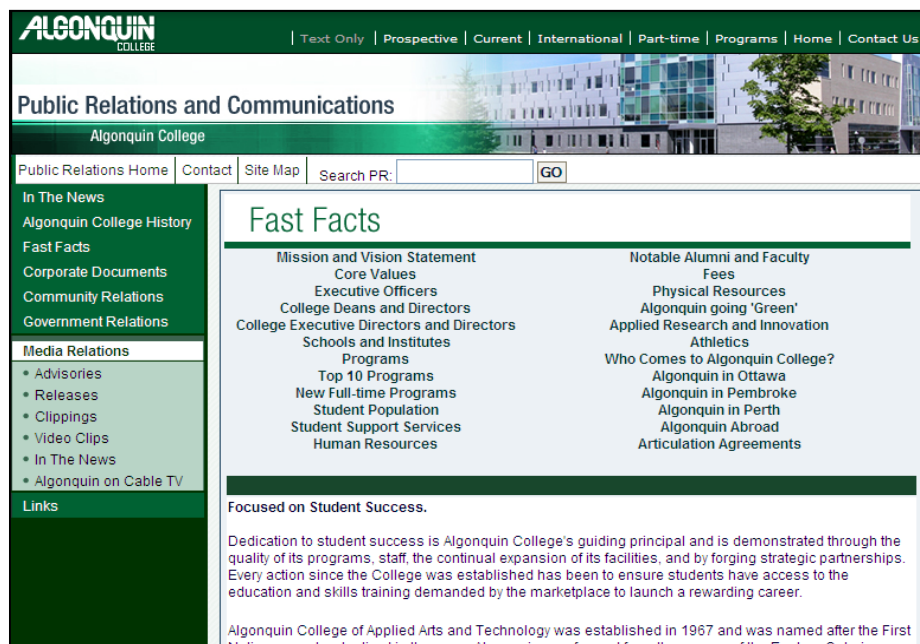 ALGONQUIN
COLLEGE
| Text Only | Prospective | Current | International | Part-time | Programs | Home | Contact Us
Public Relations and Communications
Algonquin College
Public Relations Home | Contact | Site Map | Search PR: GO
In The News
Algonquin College History
Fast Facts
Corporate Documents
Community Relations
Government Relations
Media Relations
• Advisories
• Releases
• Clippings
• Video Clips
• In The News
• Algonquin on Cable TV
Links
Fast Facts
Mission and Vision Statement
Core Values
Executive Officers
College Deans and Directors
College Executive Directors and Directors
Schools and Institutes
Programs
Top 10 Programs
New Full-time Programs
Student Population
Student Support Services
Human Resources
Notable Alumni and Faculty
Fees
Physical Resources
Algonquin going 'Green'
Applied Research and Innovation
Athletics
Who Comes to Algonquin College?
Algonquin in Ottawa
Algonquin in Pembroke
Algonquin in Perth
Algonquin Abroad
Articulation Agreements
Focused on Student Success.
Dedication to student success is Algonquin College's guiding principal and is demonstrated through the
quality of its programs, staff, the continual expansion of its facilities, and by forging strategic partnerships.
Every action since the College was established has been to ensure students have access to the
education and skills training demanded by the marketplace to launch a rewarding career.
Algonquin College of Applied Arts and Technology was established in 1967 and was named after the First